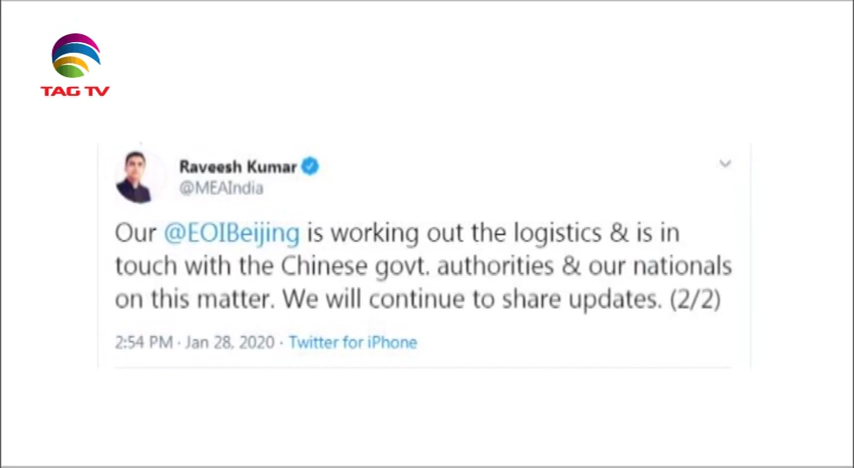 TAG TV
Raveesh Kumar
@MEAIndia
Our @EOIBeijing is working out the logistics & is in
touch with the Chinese govt. authorities & our nationals
on this matter. We will continue to share updates. (2/2)
2:54 PM · Jan 28, 2020 · Twitter for iPhone